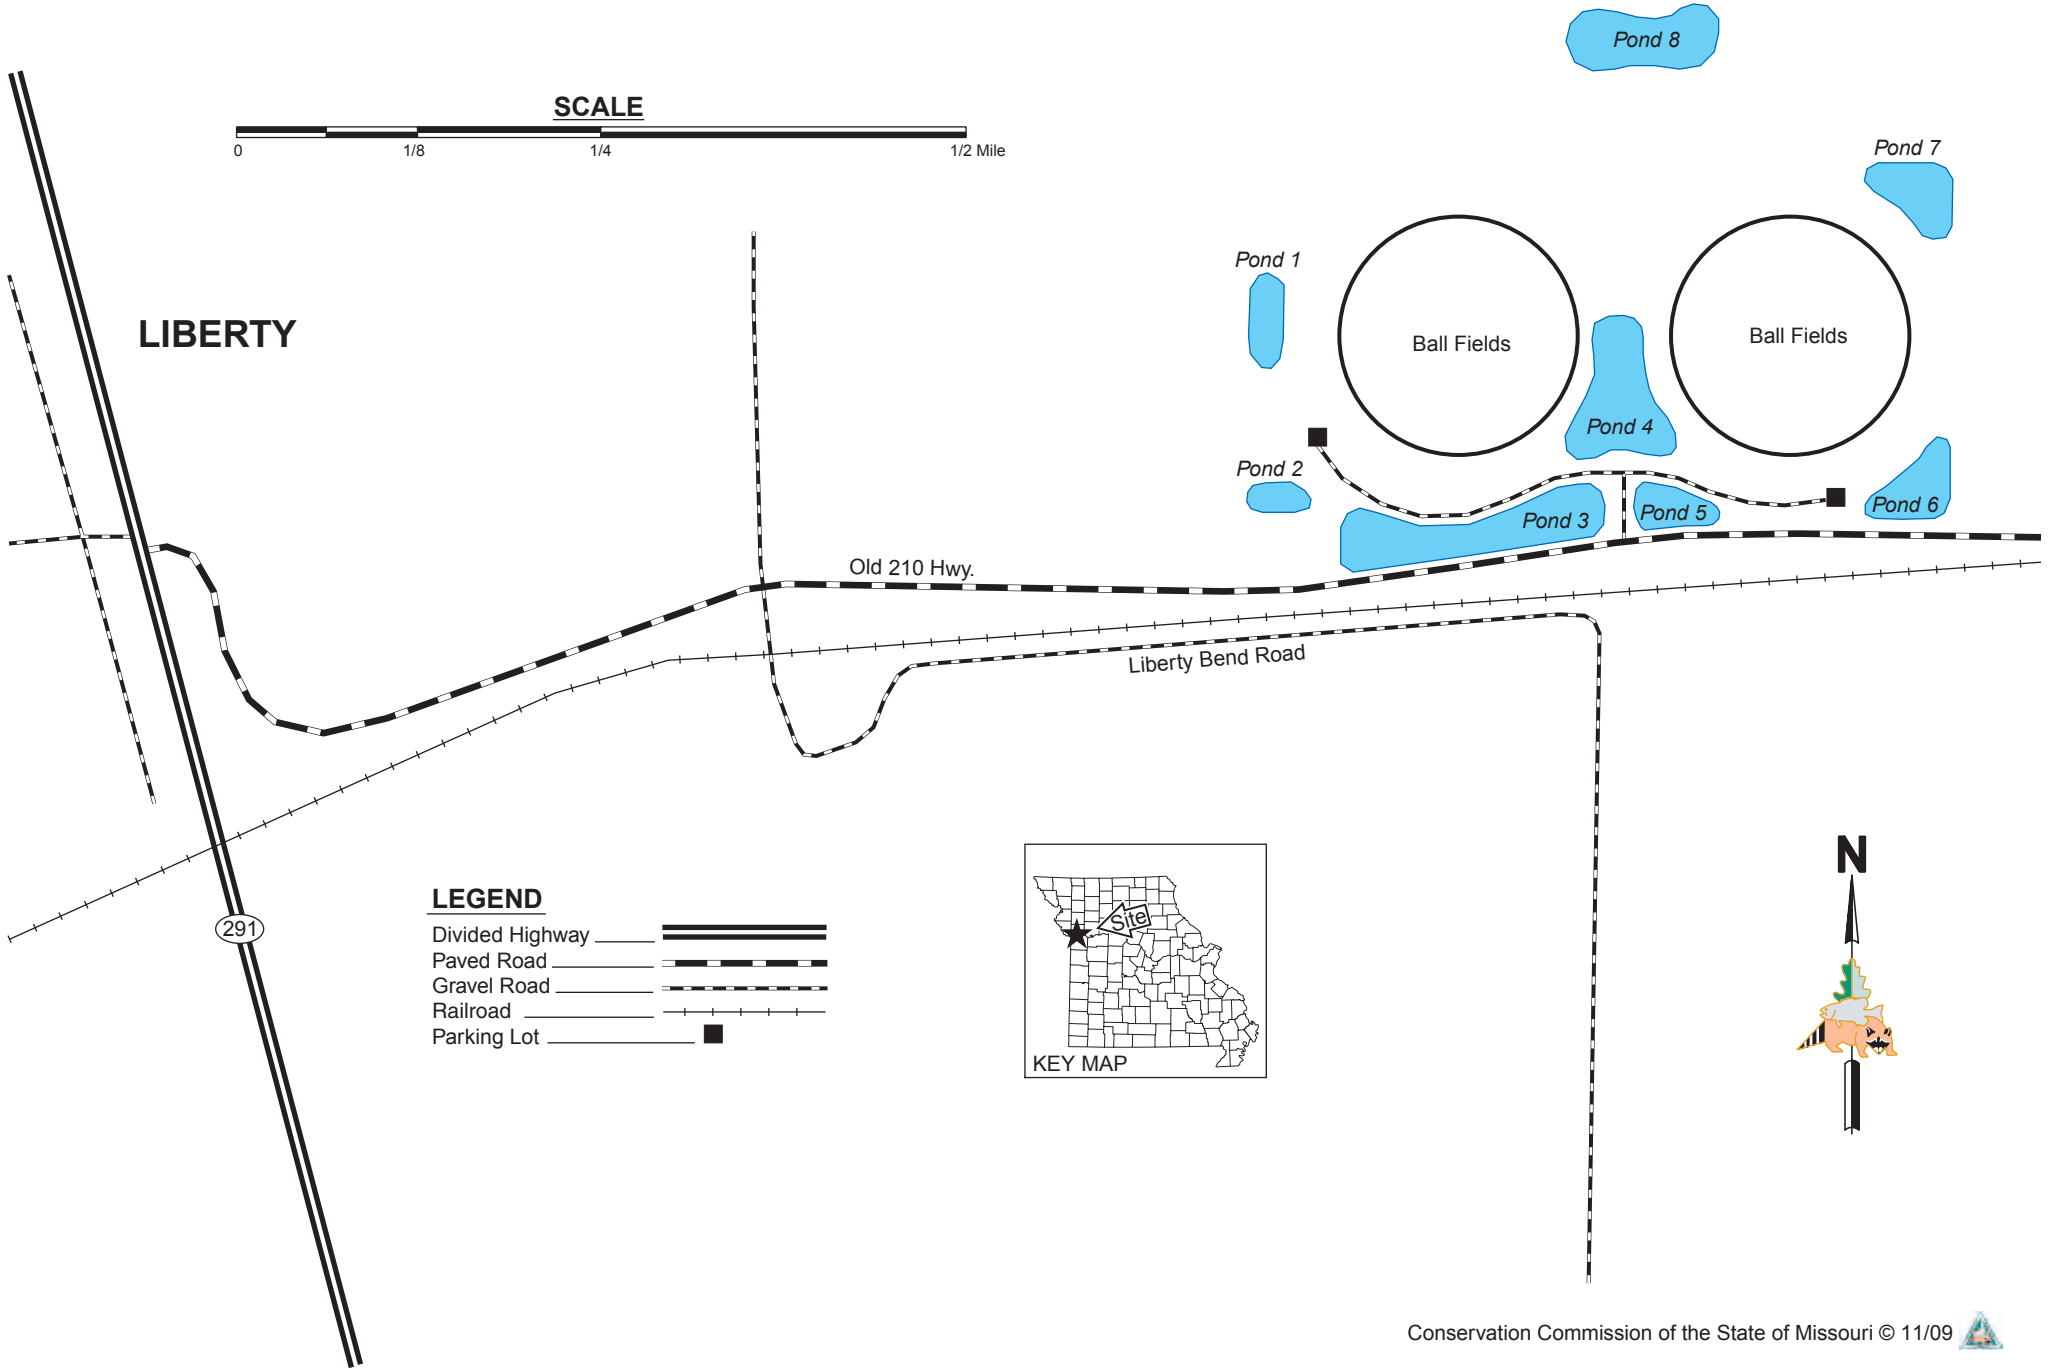 Pond 8
SCALE
0 1/8 1/4 1/2 Mile
Pond 7
Pond 1
LIBERTY
Ball Fields
Ball Fields
Pond 4
Pond 2
Pond 3
Pond 5
Pond 6
Old 210 Hwy.
Liberty Bend Road
N
291
LEGEND
Divided Highway
Paved Road
Gravel Road
Railroad
Parking Lot
Site
KEY MAP
Conservation Commission of the State of Missouri © 11/09